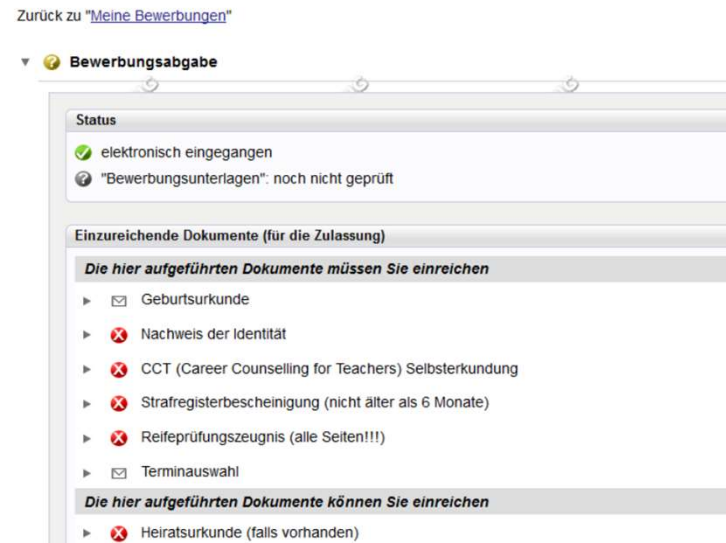 Zurück zu "Meine Bewerbungen"
Bewerbungsabgabe
Status
elektronisch eingegangen
"Bewerbungsunterlagen": noch nicht geprüft
Einzureichende Dokumente (für die Zulassung)
Die hier aufgeführten Dokumente müssen Sie einreichen
Geburtsurkunde
Nachweis der Identität
CCT (Career Counselling for Teachers) Selbsterkundung
Strafregisterbescheinigung (nicht älter als 6 Monate)
Reifeprüfungszeugnis (alle Seiten!!!)
Terminauswahl
Die hier aufgeführten Dokumente können Sie einreichen
Heiratsurkunde (falls vorhanden)